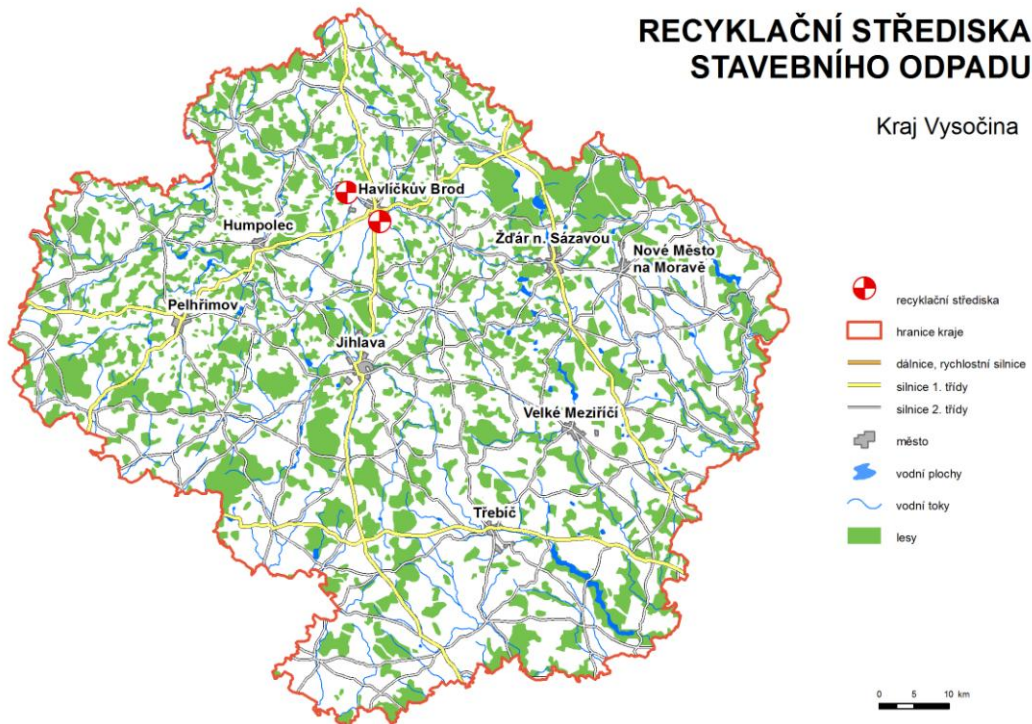 RECYKLAČNÍ STŘEDISKA
STAVEBNÍHO ODPADU
Kraj Vysočina
Havlíčkův Brod
Humpolec
Žďár n. Sázavou
Nové Město
na Moravě
Pelhřimov
Jihlava
Velké Meziříčí
Třebíč
recyklační střediska
hranice kraje
dálnice, rychlostní silnice
silnice 1. třídy
silnice 2. třídy
město
vodní plochy
vodní toky
lesy
0 5 10 km